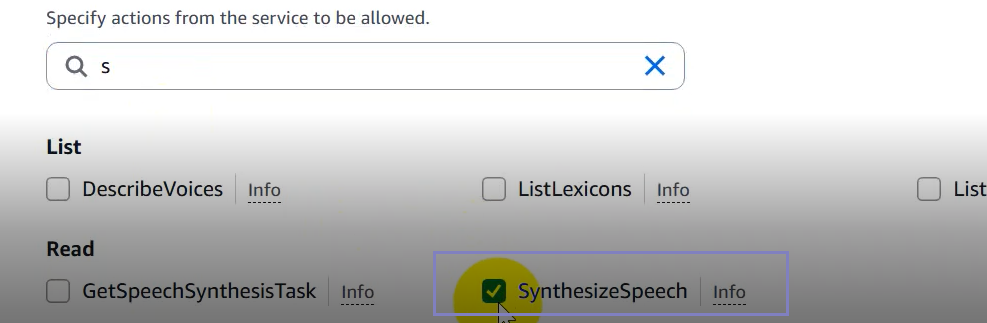 Specify actions from the service to be allowed.
s
List
DescribeVoices Info ListLexicons Info List
Read
GetSpeechSynthesisTask Info SynthesizeSpeech Info